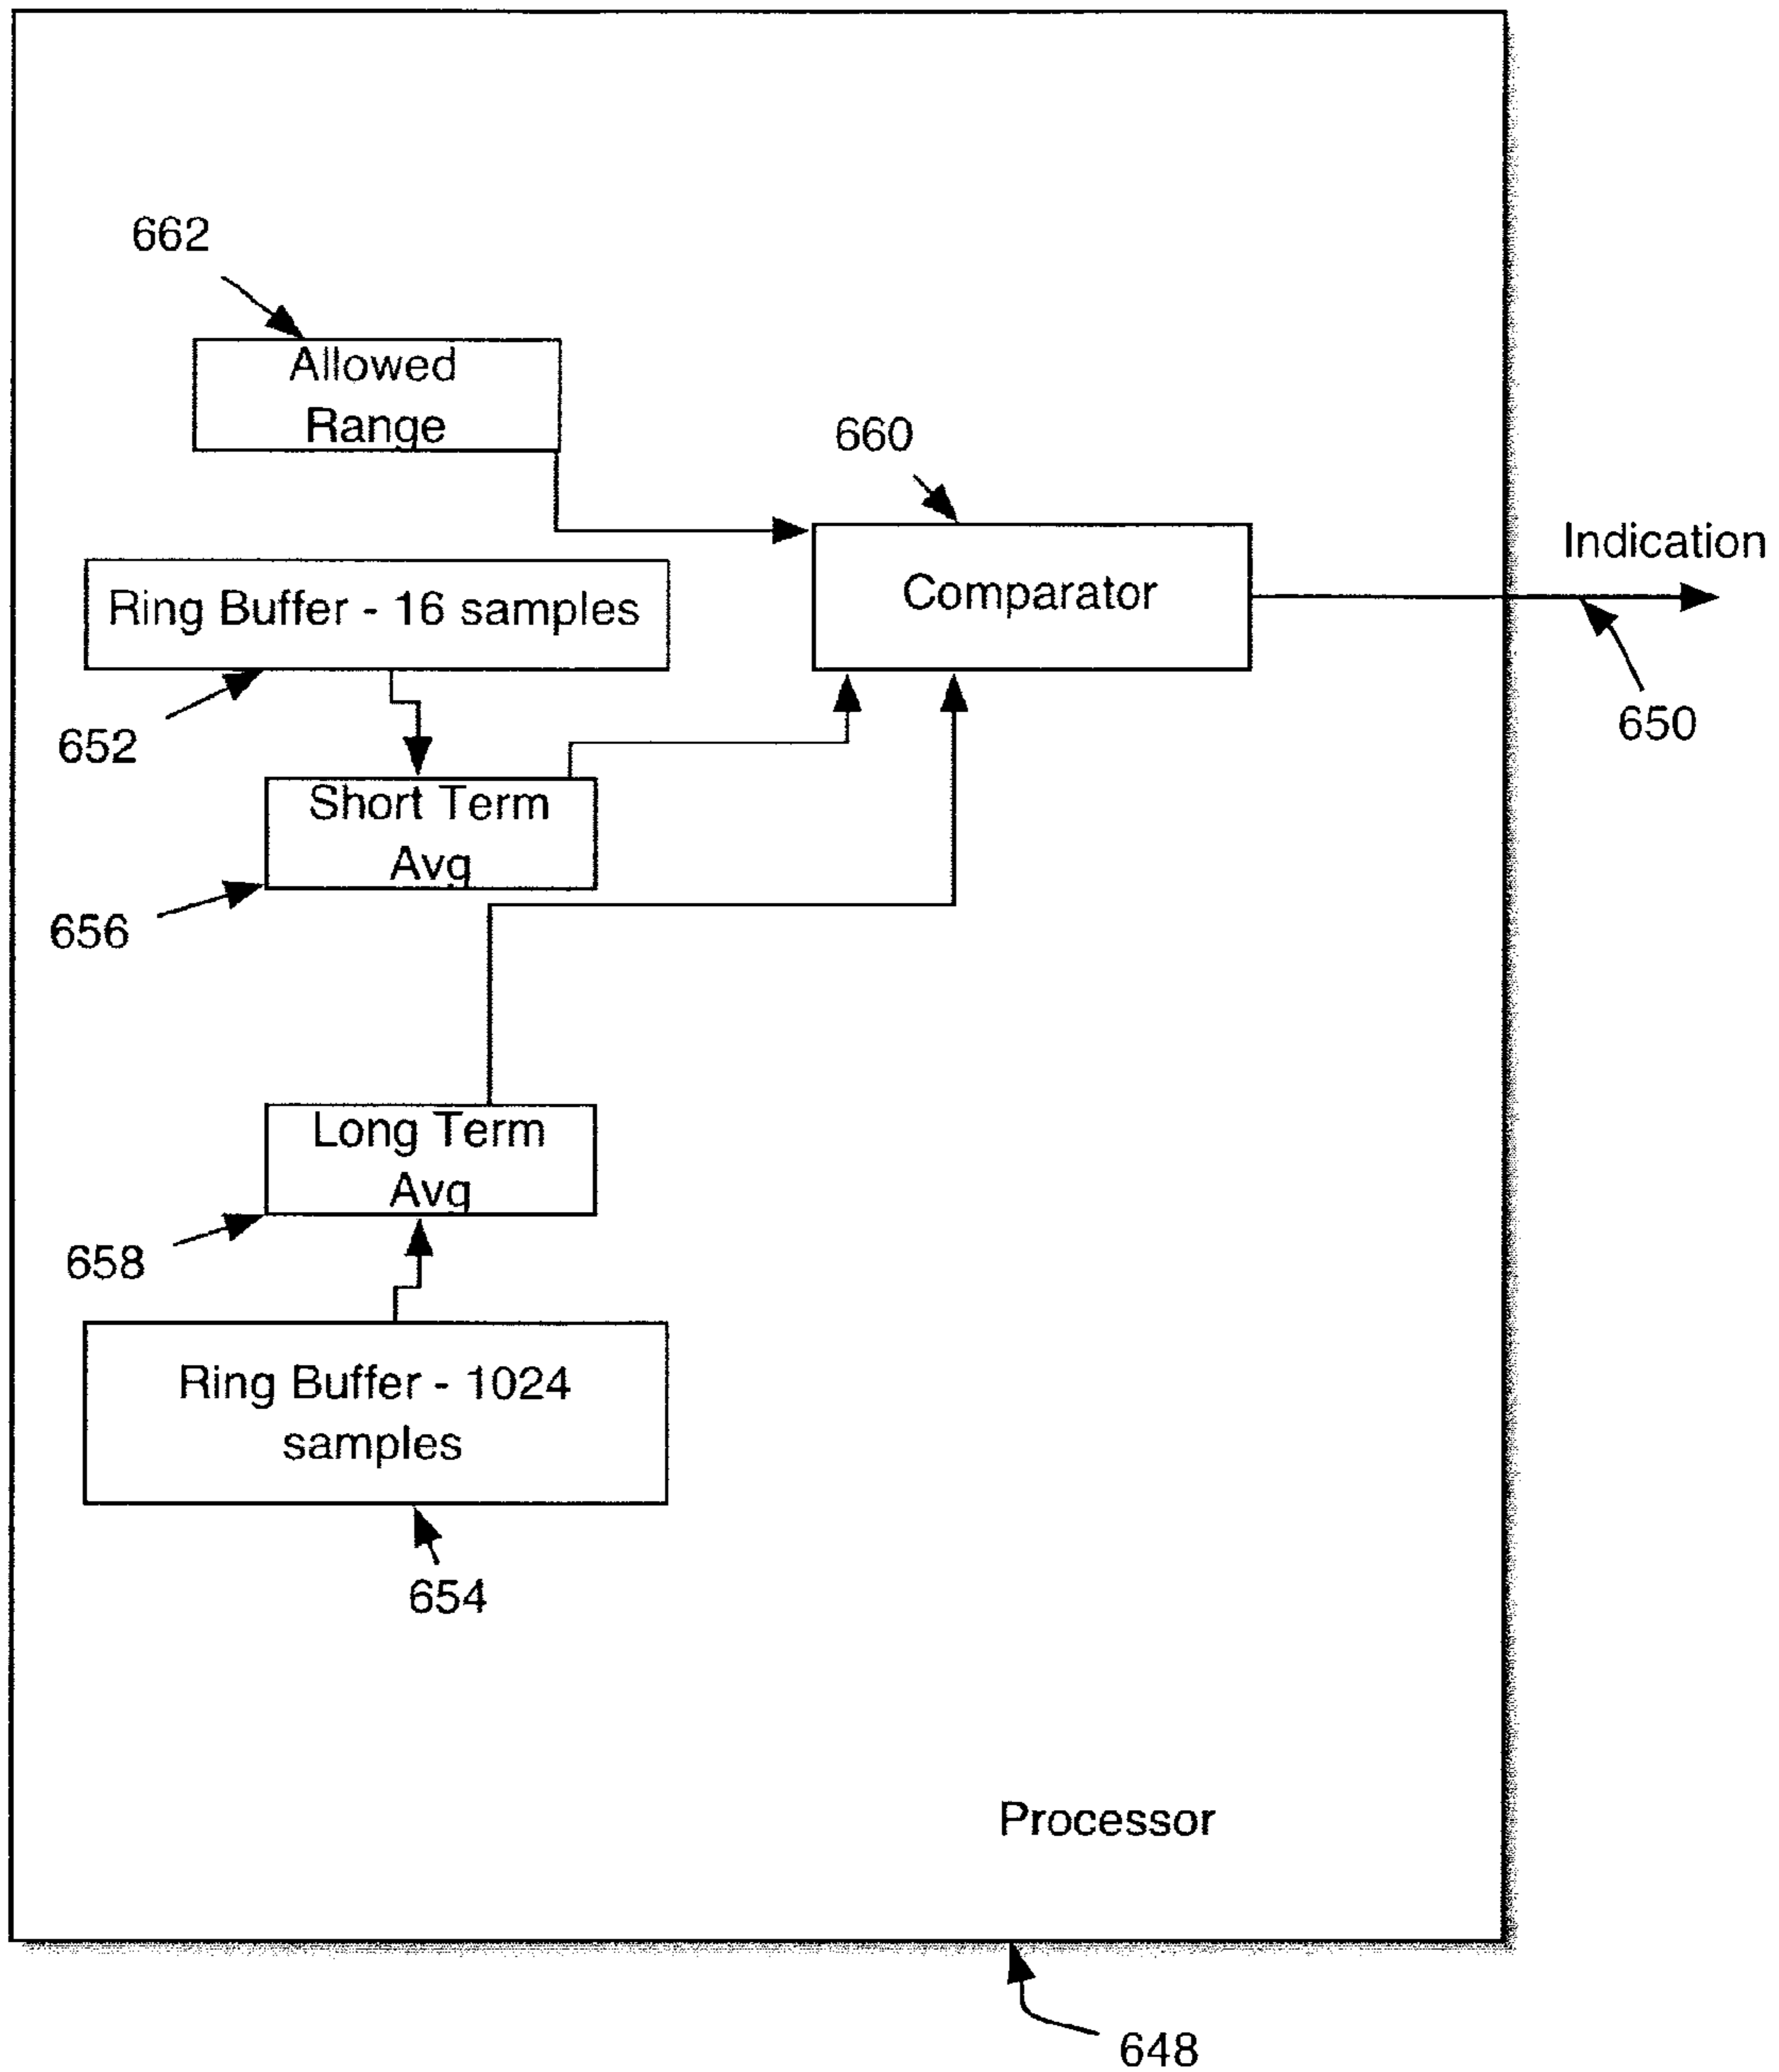 662
Allowed
Range
660
Comparator
Indication
650
Ring Buffer - 16 samples
652
Short Term
Avg
656
Long Term
Avg
658
Ring Buffer - 1024
samples
654
Processor
648